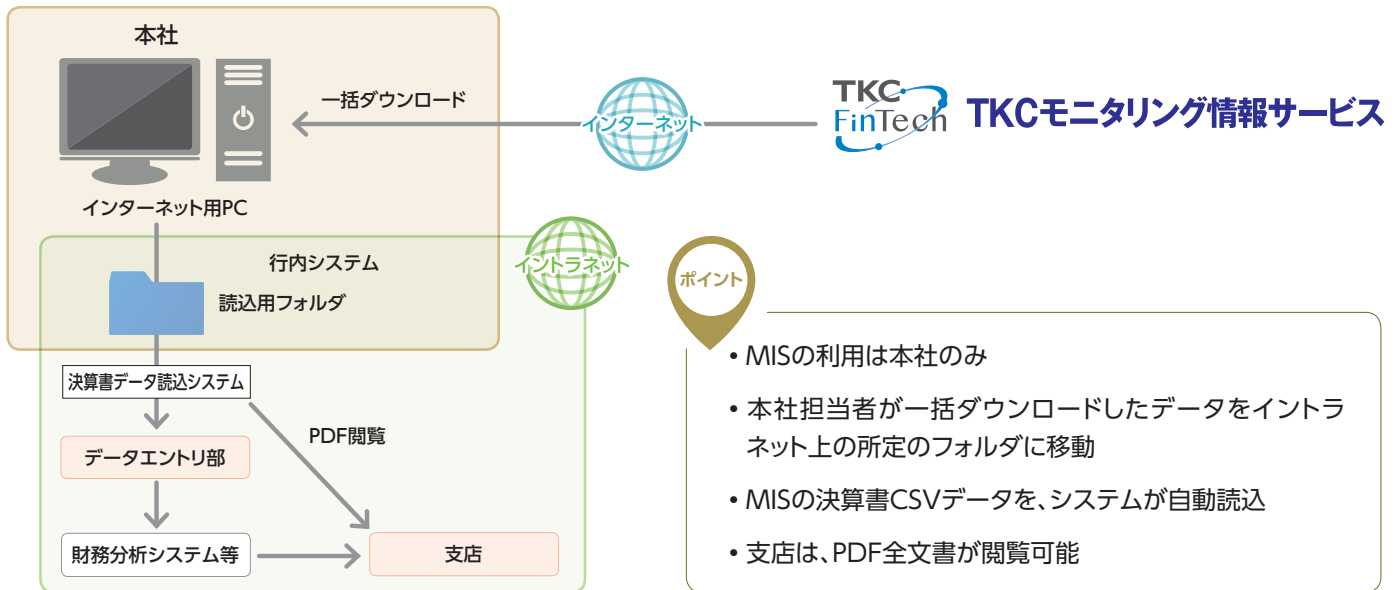 本社
一括ダウンロード
インターネット
TKC
FinTech
TKCモニタリング情報サービス
インターネット用PC
行内システム
イントラネット
読込用フォルダ
決算書データ読込システム
PDF閲覧
データエントリ部
財務分析システム等
支店
ポイント
• MISの利用は本社のみ
• 本社担当者が一括ダウンロードしたデータをイントラ
ネット上の所定のフォルダに移動
• MISの決算書CSVデータを、システムが自動読込
• 支店は、PDF全文書が閲覧可能